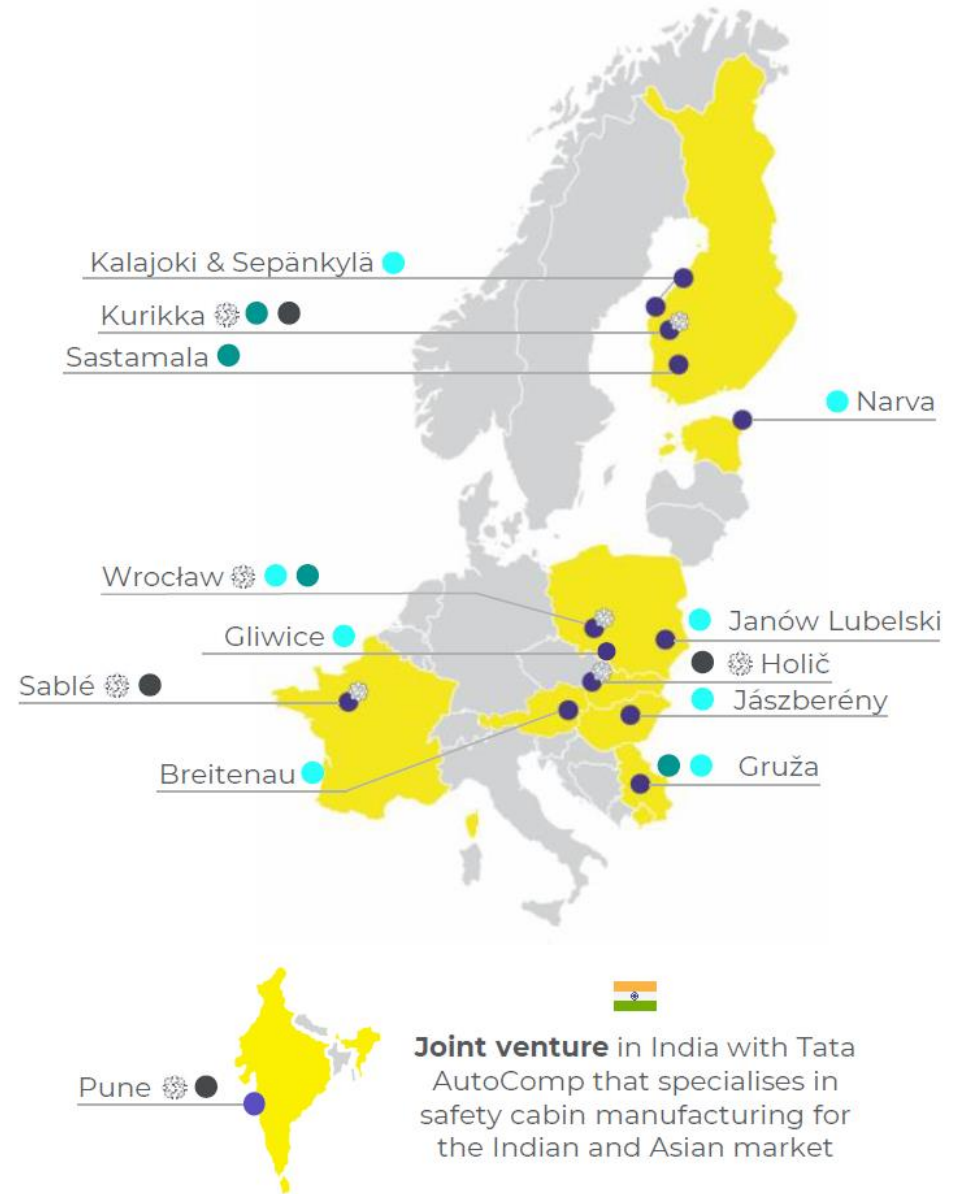 Kalajoki & Sepänkylä
Kurikka
Sastamala
Narva
Wrocław
Janów Lubelski
Gliwice
Holič
Sablé
Jászberény
Breitenau
Gruža
Joint venture in India with Tata
AutoComp that specialises in
safety cabin manufacturing for
the Indian and Asian market
Pune